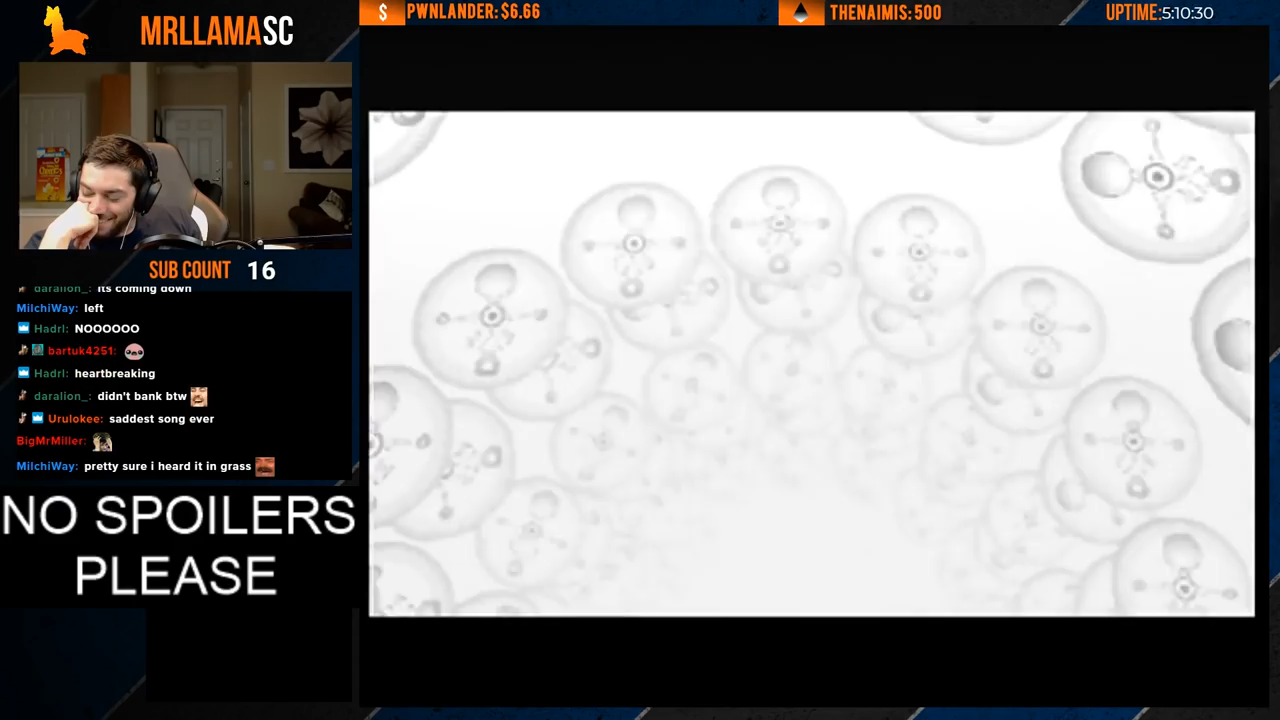 MRLLAMASC
$ PWNLANDER: $6.66
THENAIMIS: 500
UPTIME:5:10:30
SUB COUNT 16
daralion_: its coming down
MilchiWay: left
Hadrl: NOOOOOO
bartuk4251:
Hadrl: heartbreaking
daralion_: didn't bank btw
Urulokee: saddest song ever
BigMrMiller:
MilchiWay: pretty sure i heard it in grass
NO SPOILERS
PLEASE